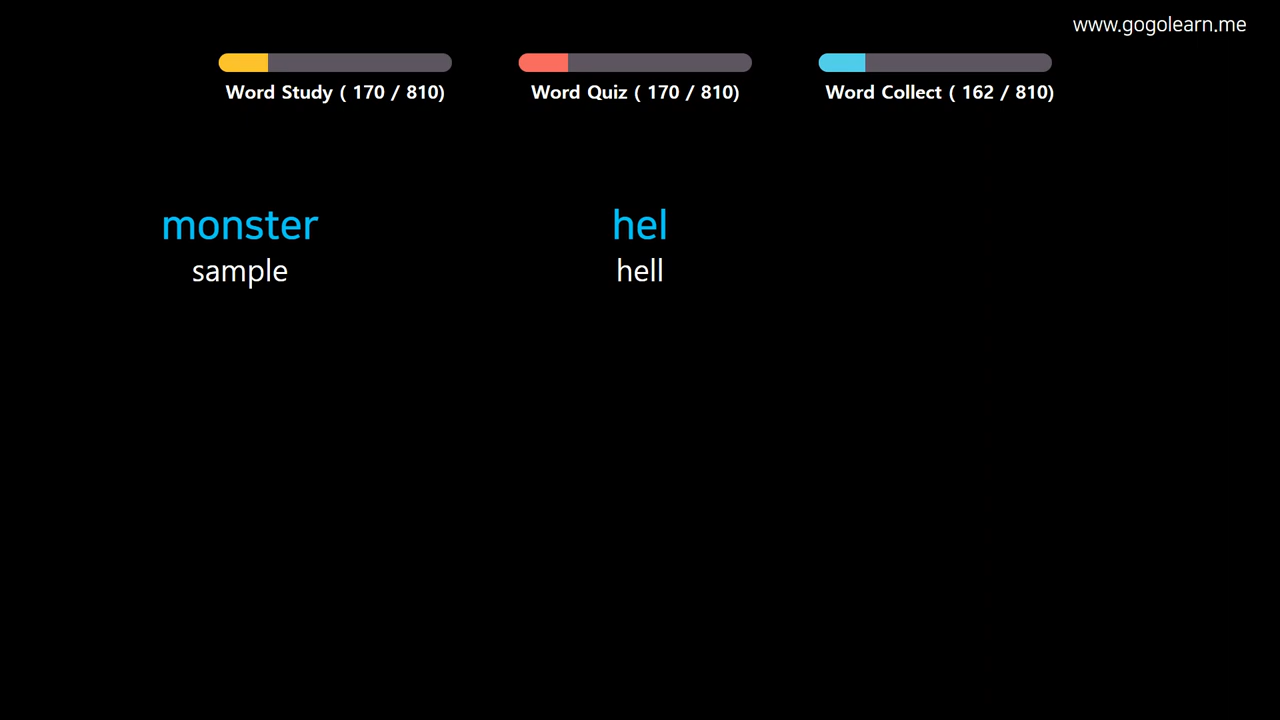 www.gogolearn.me
Word Study ( 170 / 810)
Word Quiz ( 170 / 810)
Word Collect ( 162 / 810)
monster
sample
hel
hell